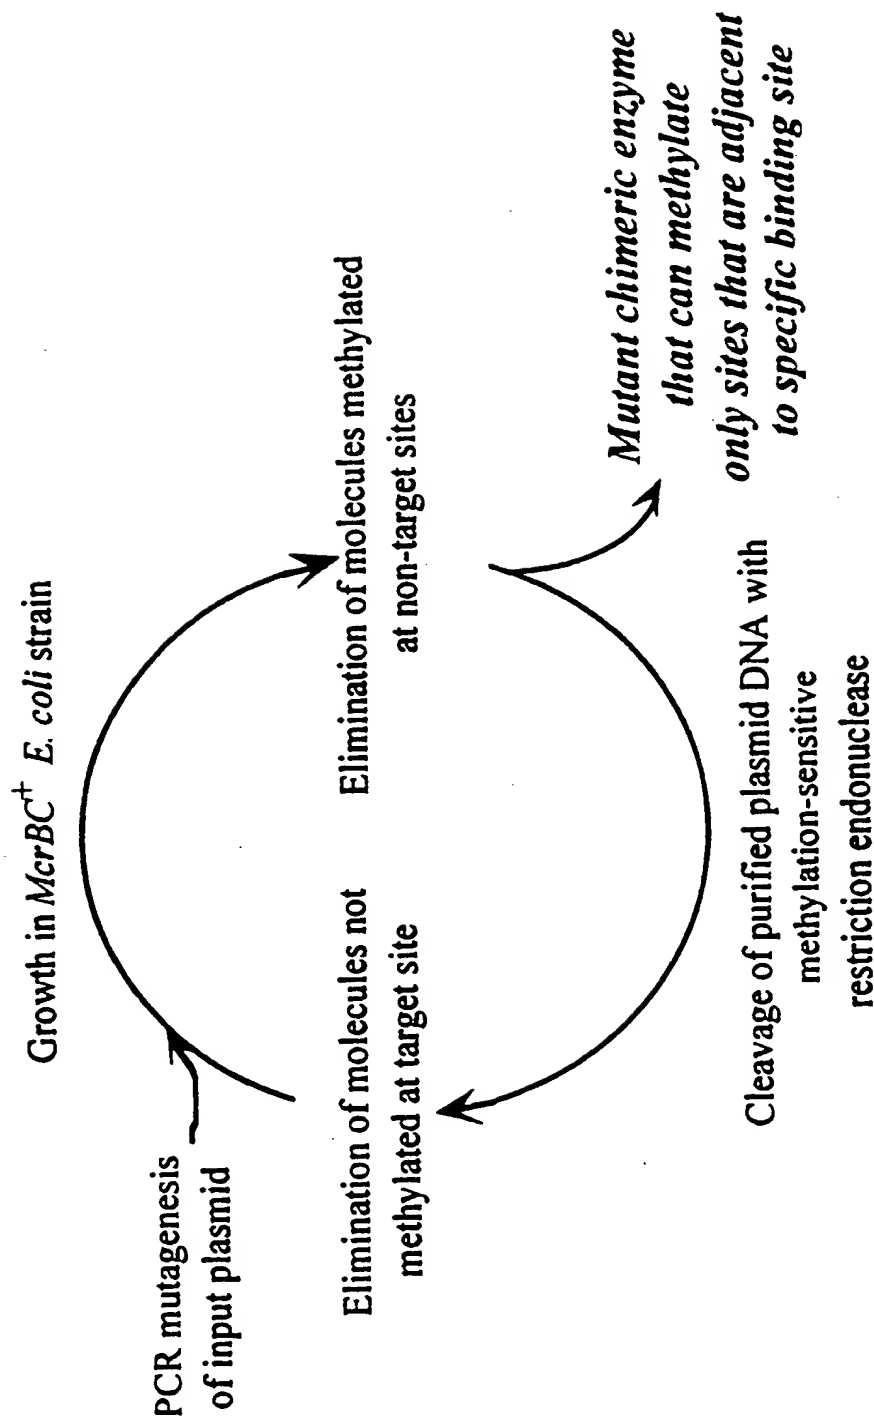 PCR mutagenesis
of input plasmid
Growth in McrBC+ E. coli strain
Elimination of molecules methylated
at non-target sites
Mutant chimeric enzyme
that can methylate
only sites that are adjacent
to specific binding site
Cleavage of purified plasmid DNA with
methylation-sensitive
restriction endonuclease
Elimination of molecules not
methylated at target site